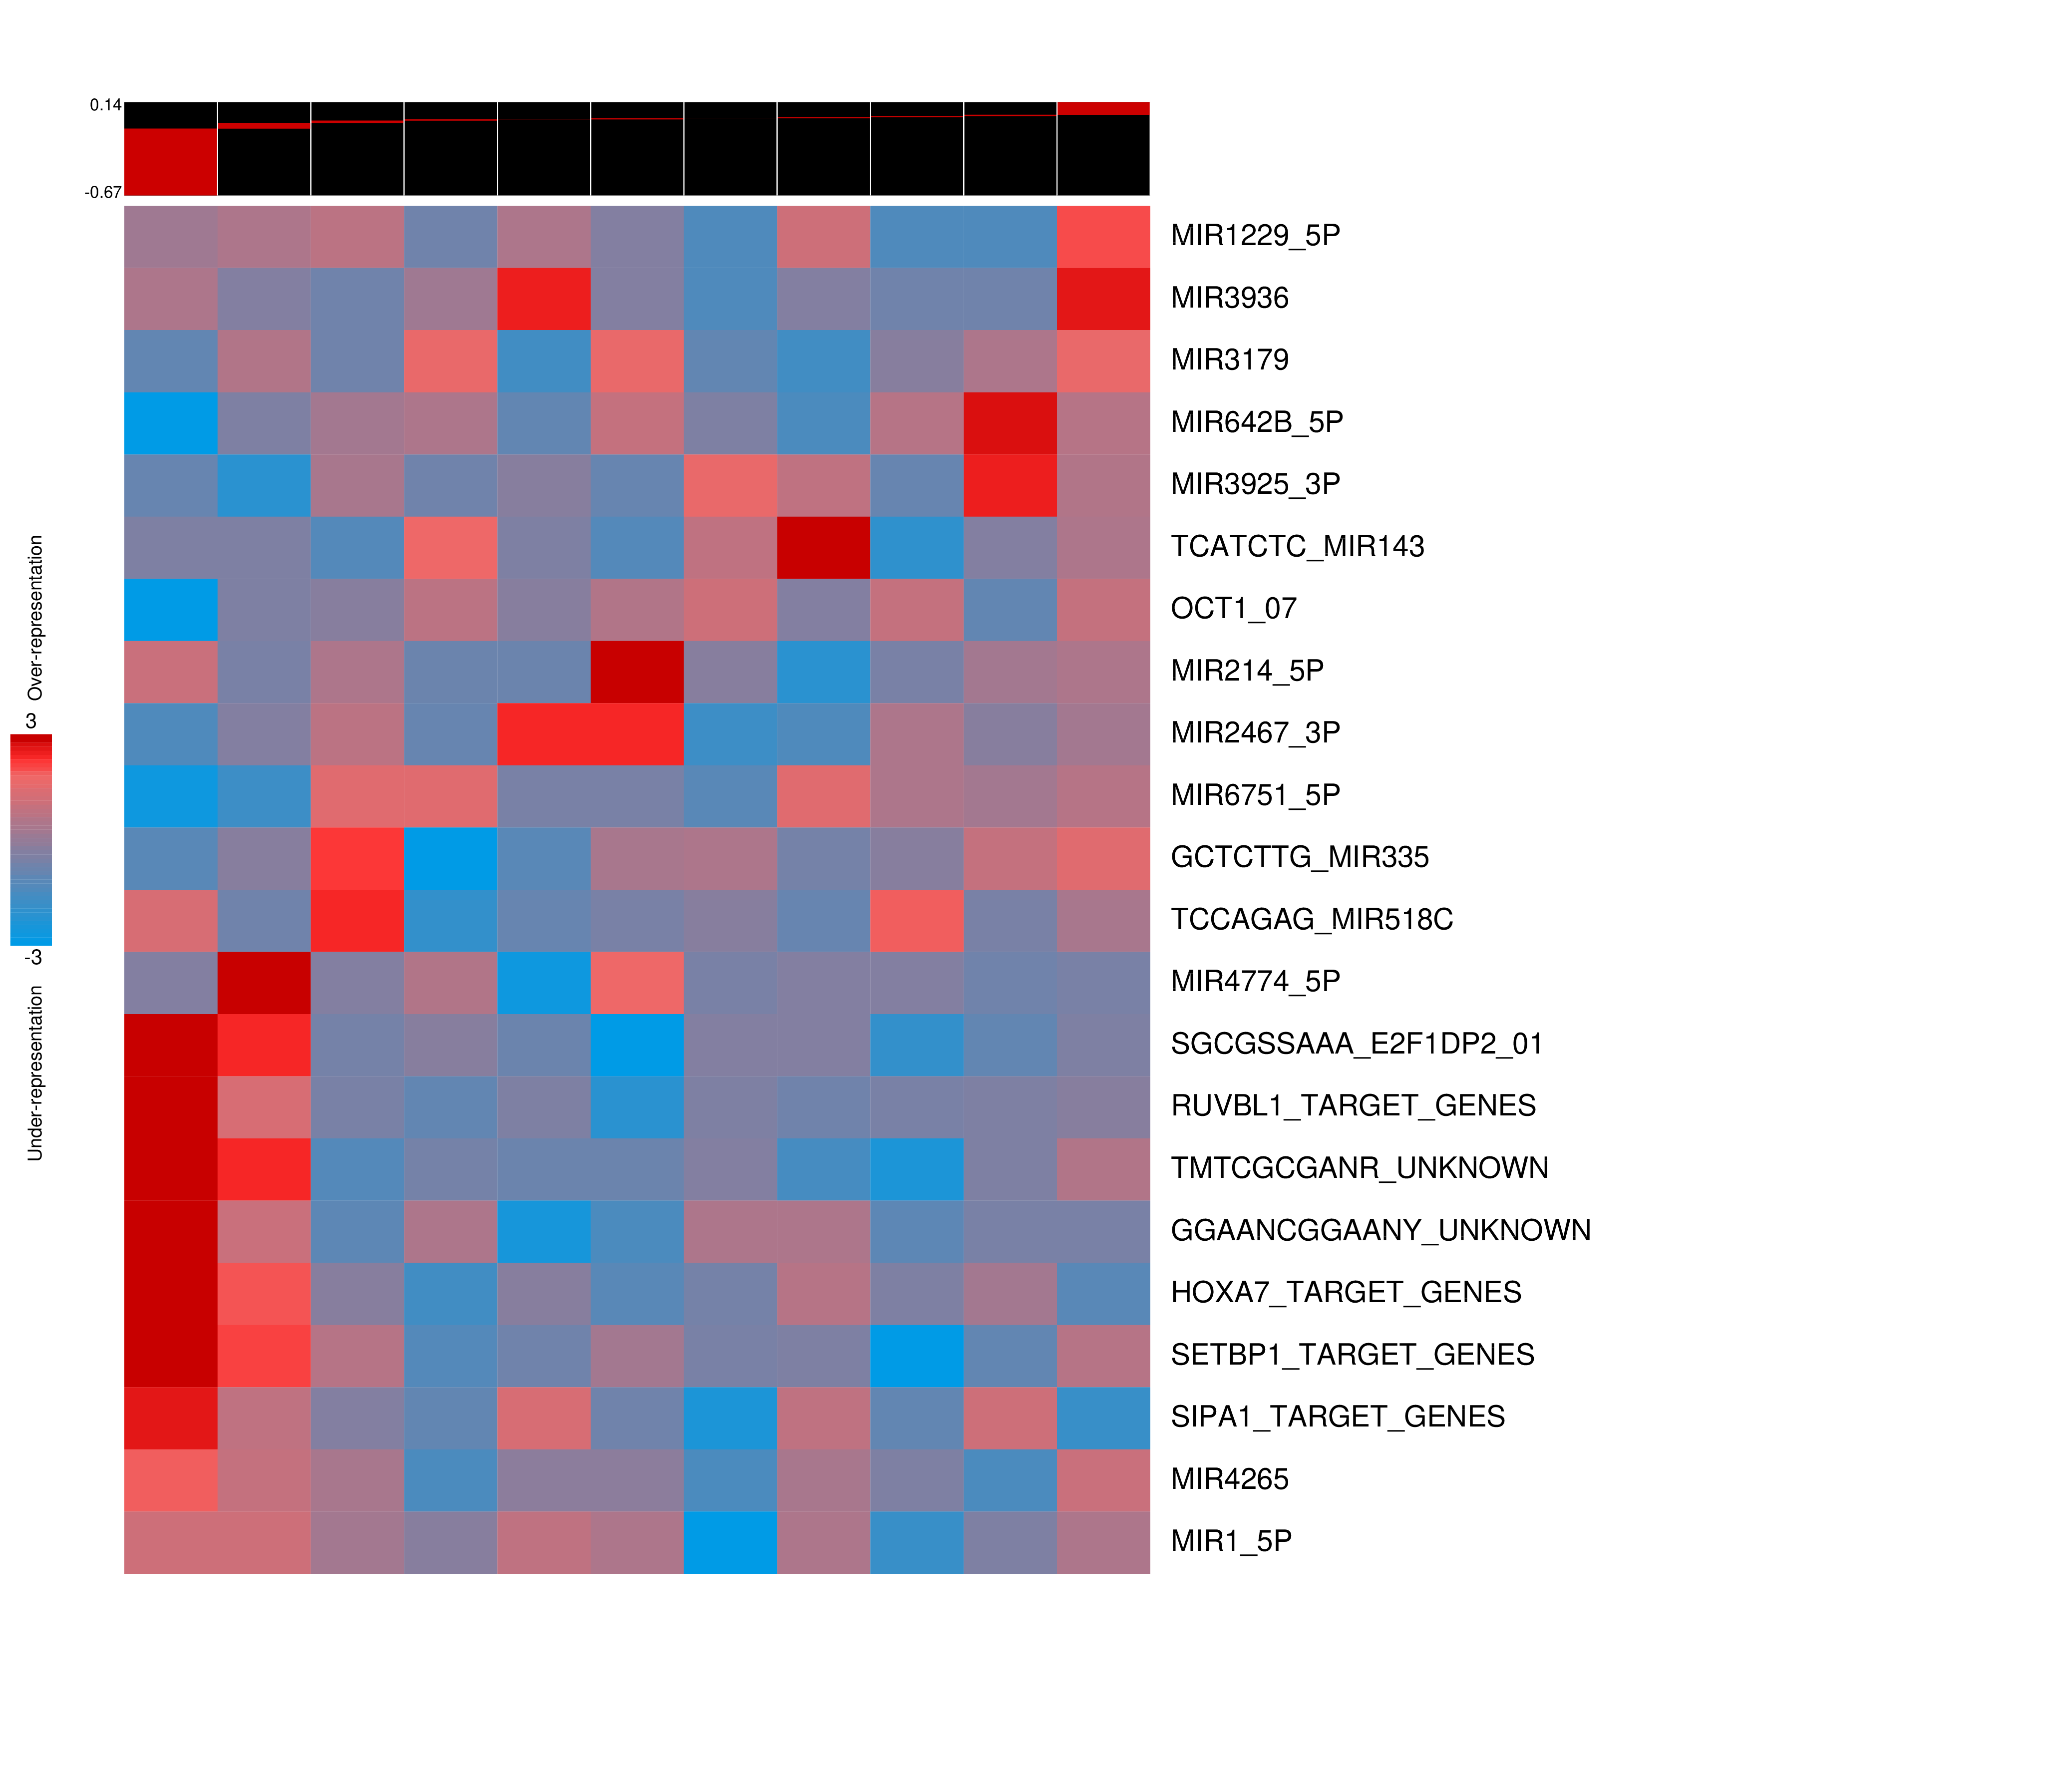 0.14
-0.67
MIR1229_5P
MIR3936
MIR3179
MIR642B_5P
MIR3925_3P
TCATCTC_MIR143
OCT1_07
MIR214_5P
MIR2467_3P
MIR6751_5P
GCTCTTG_MIR335
TCCAGAG_MIR518C
MIR4774_5P
SGCGSSAAA_E2F1DP2_01
RUVBL1_TARGET_GENES
TMTCGCGANR_UNKNOWN
GGAANCGGAANY_UNKNOWN
HOXA7_TARGET_GENES
SETBP1_TARGET_GENES
SIPA1_TARGET_GENES
MIR4265
MIR1_5P
Over-representation
3
-3
Under-representation